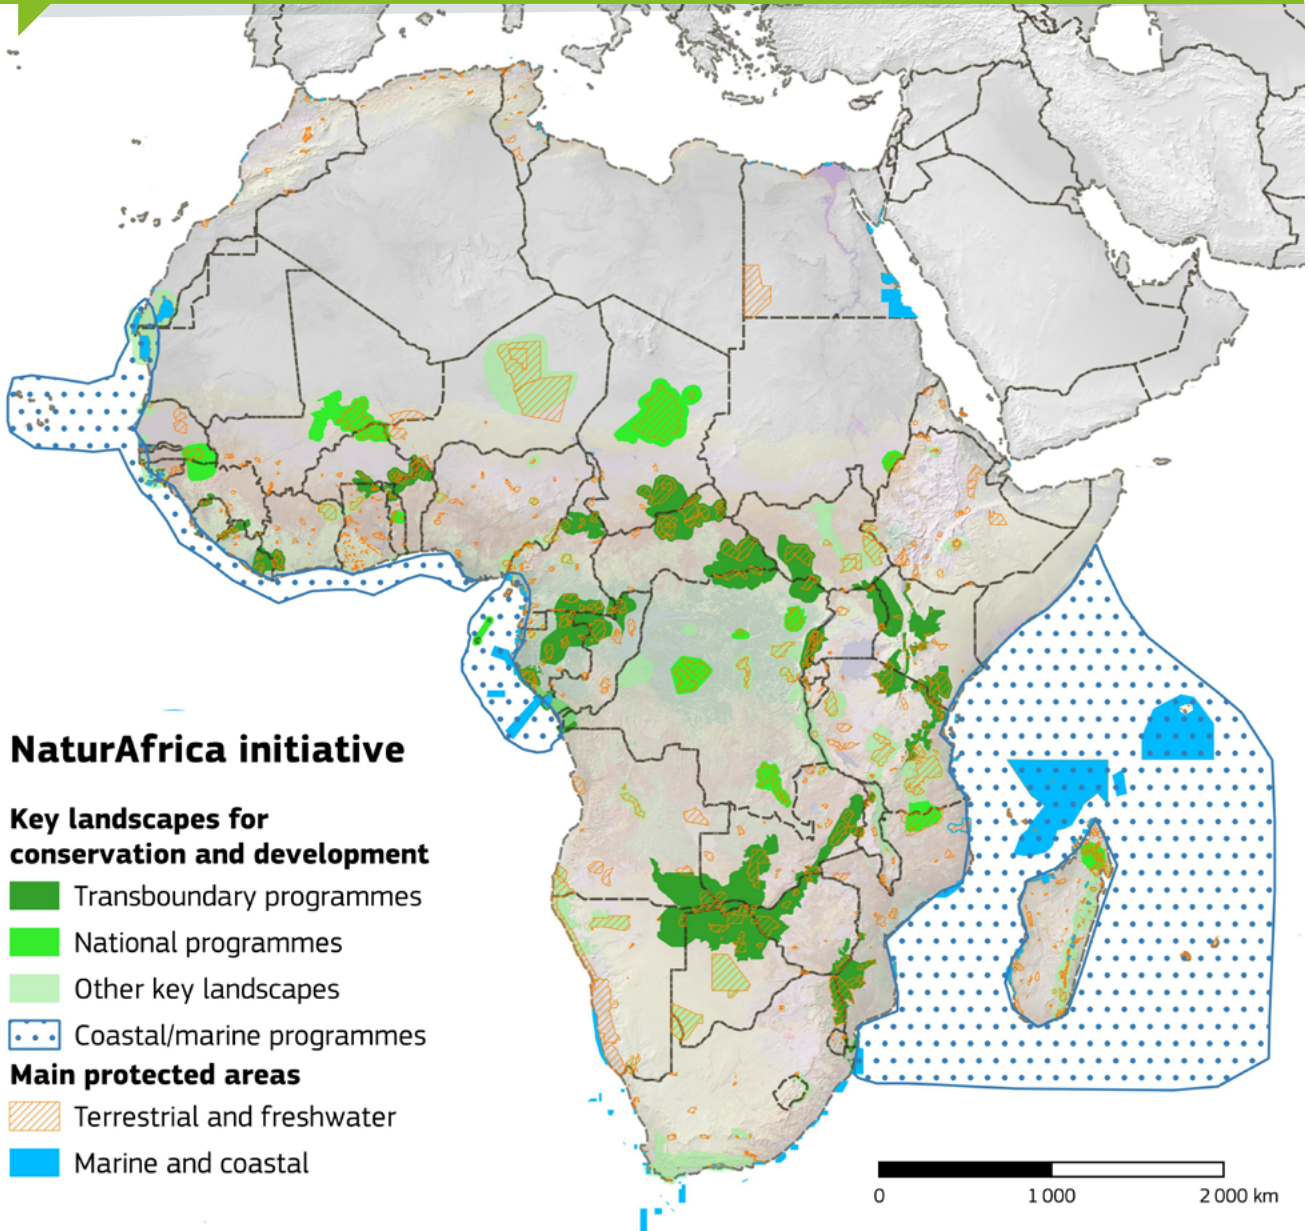 NaturAfrica initiative
Key landscapes for
conservation and development
Transboundary programmes
National programmes
Other key landscapes
Coastal/marine programmes
Main protected areas
Terrestrial and freshwater
Marine and coastal
0 1 000 2 000 km